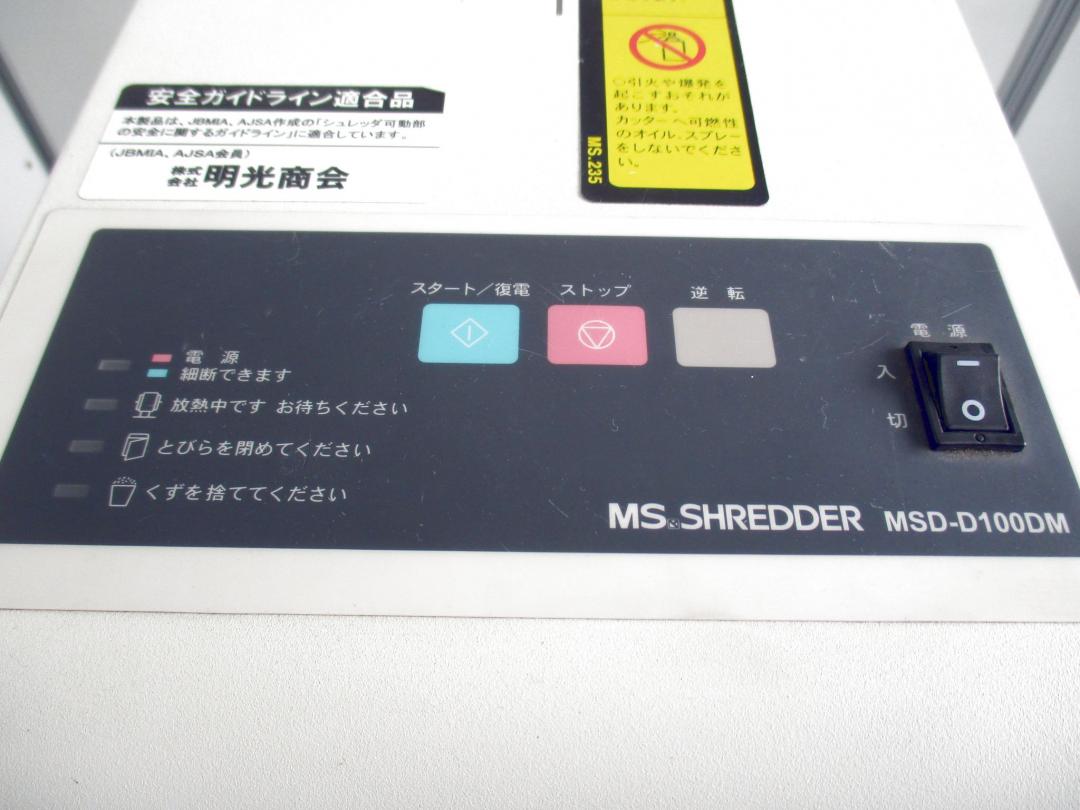 安全ガイドライン適合品
本製品は、JBMIA、AJSA作成の「シュレッダ可動部
の安全に関するガイドライン」に適合しています。
(JBMIA、AJSA会員)
株式会社 明光商会
○引火や爆発を
起こすおそれが
あります。
カッターへ可燃性
のオイル、スプレー
をしないでくださ
い。
MS.235
スタート／復電 ストップ 逆転
電源
入
切
電源
細断できます
放熱中です お待ちください
とびらを閉めてください
くずを捨ててください
MS SHREDDER MSD-D100DM